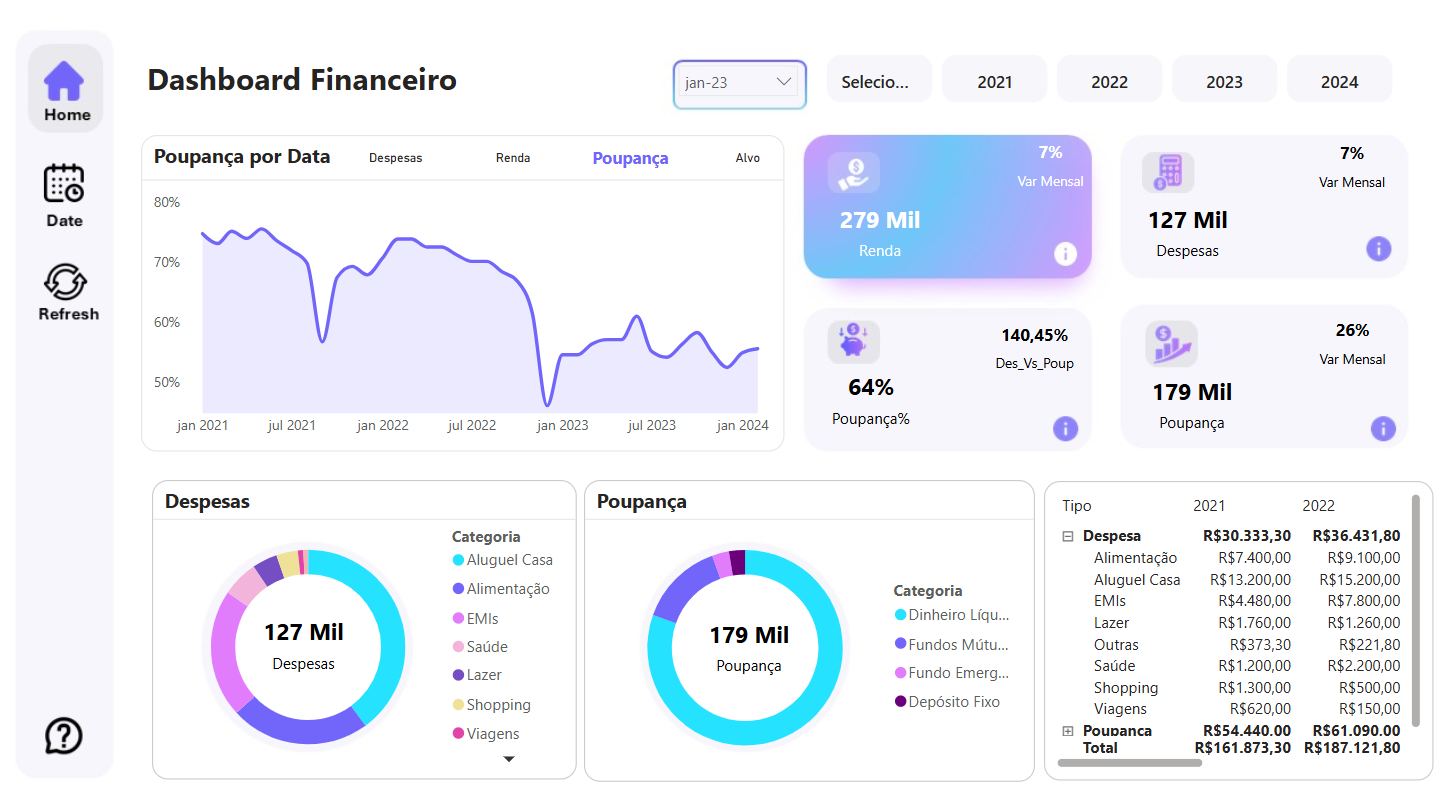 Home
Date
Refresh
Dashboard Financeiro
jan-23
Selecio...
2021
2022
2023
2024
Poupança por Data
Despesas
Renda
Poupança
Alvo
80%
70%
60%
50%
jan 2021 jul 2021 jan 2022 jul 2022 jan 2023 jul 2023 jan 2024
7%
Var Mensal
279 Mil
Renda
7%
Var Mensal
127 Mil
Despesas
140,45%
Des_Vs_Poup
64%
Poupança%
26%
Var Mensal
179 Mil
Poupança
Despesas
127 Mil
Despesas
Categoria
Aluguel Casa
Alimentação
EMIs
Saúde
Lazer
Shopping
Viagens
Poupança
179 Mil
Poupança
Categoria
Dinheiro Líqu...
Fundos Mútu...
Fundo Emerg...
Depósito Fixo
Tipo 2021 2022
Despesa R$30.333,30 R$36.431,80
Alimentação R$7.400,00 R$9.100,00
Aluguel Casa R$13.200,00 R$15.200,00
EMIs R$4.480,00 R$7.800,00
Lazer R$1.760,00 R$1.260,00
Outras R$373,30 R$221,80
Saúde R$1.200,00 R$2.200,00
Shopping R$1.300,00 R$500,00
Viagens R$620,00 R$150,00
Poupança R$54.440,00 R$61.090,00
Total R$161.873,30 R$187.121,80